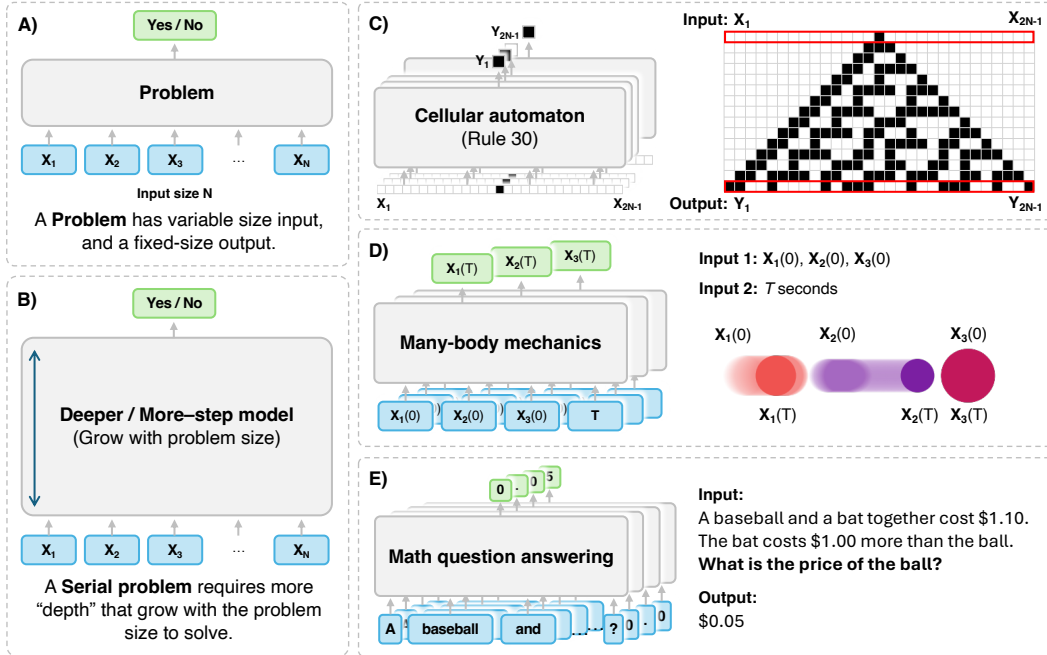 A)
Yes / No
Problem
X1 X2 X3 ... XN
Input size N
A Problem has variable size input,
and a fixed-size output.
B)
Yes / No
Deeper / More–step model
(Grow with problem size)
X1 X2 X3 ... XN
A Serial problem requires more
“depth” that grow with the problem
size to solve.
C)
Y2N-1
Y1
Cellular automaton
(Rule 30)
X1 X2N-1
Input: X1 X2N-1
Output: Y1 Y2N-1
D)
X1(T) X2(T) X3(T)
Many-body mechanics
X1(0) X2(0) X3(0) T
Input 1: X1(0), X2(0), X3(0)
Input 2: T seconds
X1(0) X2(0) X3(0)
X1(T) X2(T) X3(T)
E)
0 . 0 5
Math question answering
A baseball and ... ? 0 . 0
Input:
A baseball and a bat together cost $1.10.
The bat costs $1.00 more than the ball.
What is the price of the ball?
Output:
$0.05